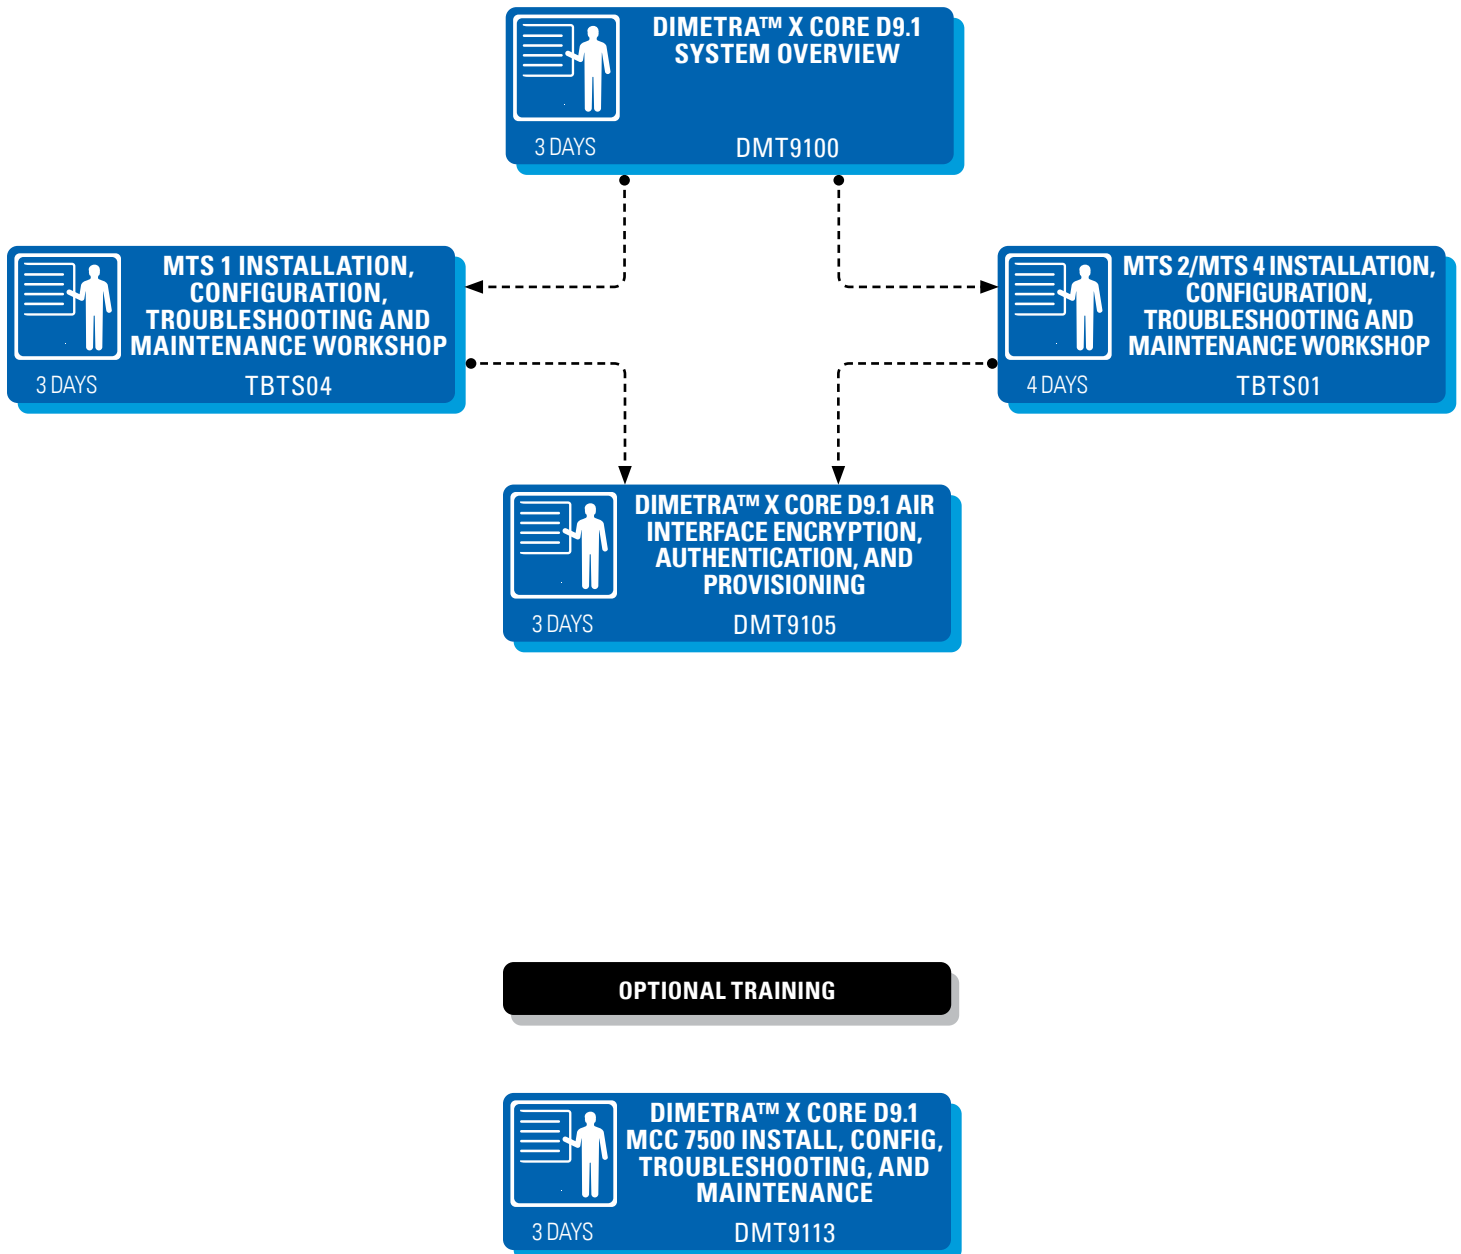 DIMETRA™ X CORE D9.1
SYSTEM OVERVIEW
3 DAYS
DMT9100
MTS 1 INSTALLATION,
CONFIGURATION,
TROUBLESHOOTING AND
MAINTENANCE WORKSHOP
3 DAYS
TBTS04
MTS 2/MTS 4 INSTALLATION,
CONFIGURATION,
TROUBLESHOOTING AND
MAINTENANCE WORKSHOP
4 DAYS
TBTS01
DIMETRA™ X CORE D9.1 AIR
INTERFACE ENCRYPTION,
AUTHENTICATION, AND
PROVISIONING
3 DAYS
DMT9105
OPTIONAL TRAINING
DIMETRA™ X CORE D9.1
MCC 7500 INSTALL, CONFIG,
TROUBLESHOOTING, AND
MAINTENANCE
3 DAYS
DMT9113